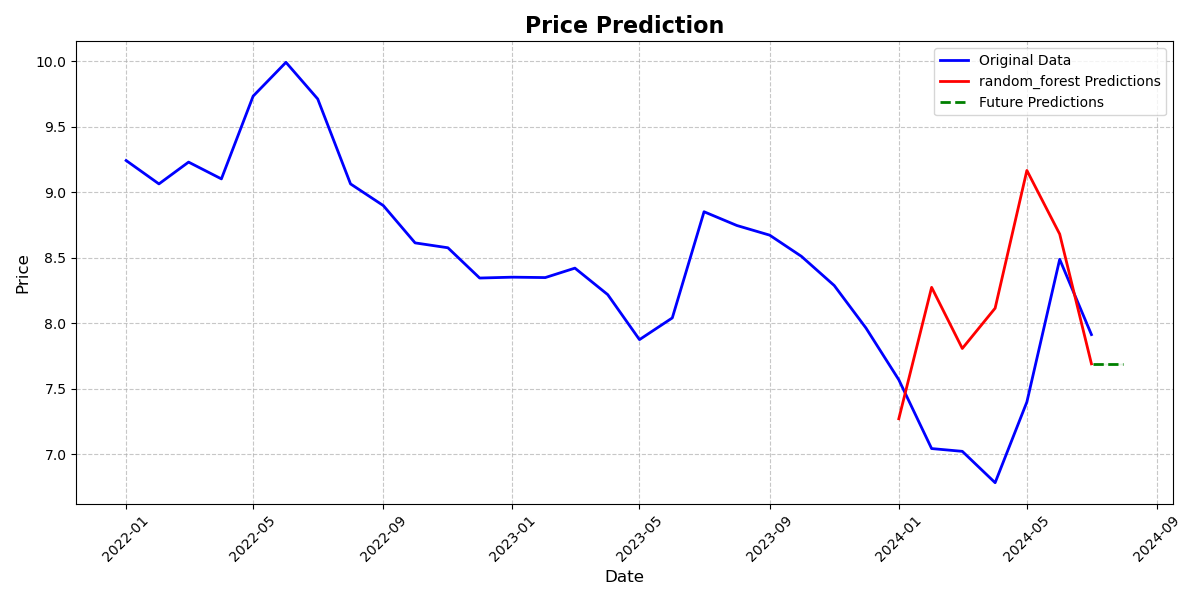 Price Prediction
Original Data
random_forest Predictions
Future Predictions
Price
10.0
9.5
9.0
8.5
8.0
7.5
7.0
2022-01
2022-05
2022-09
2023-01
2023-05
2023-09
2024-01
2024-05
2024-09
Date